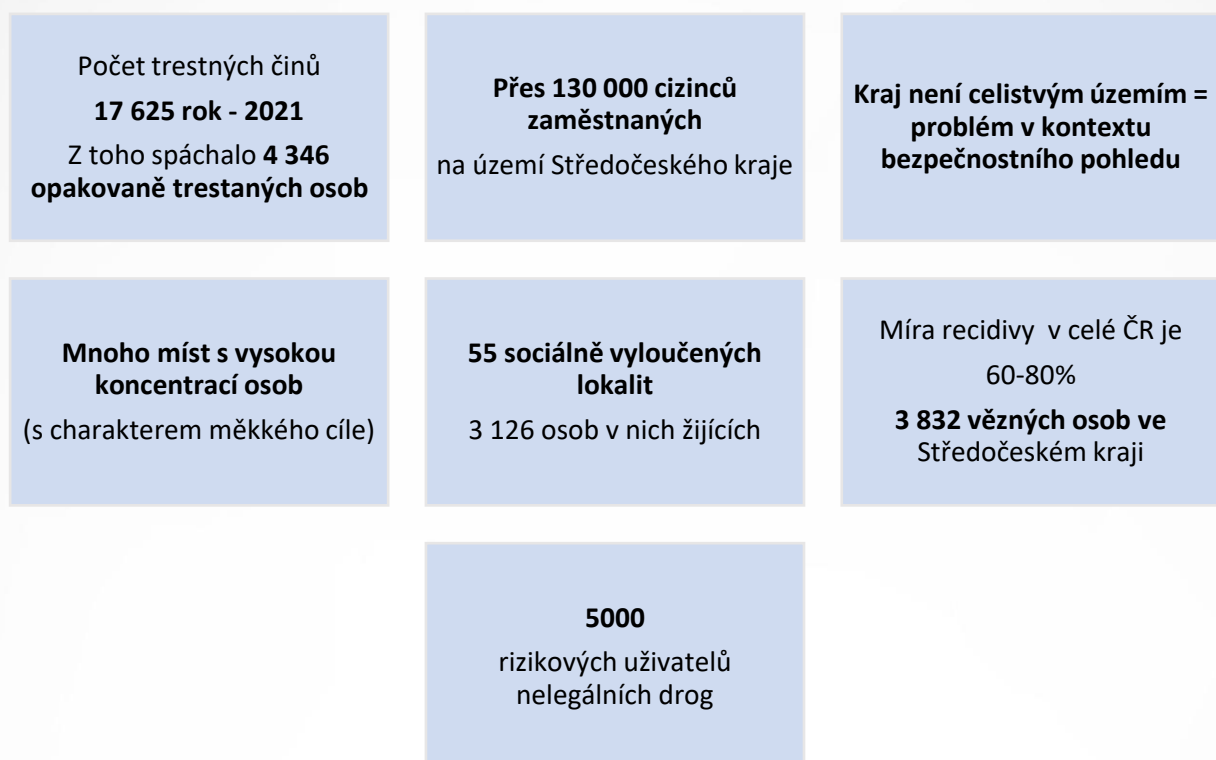 Počet trestných činů
17 625 rok - 2021
Z toho spáchalo 4 346
opakovaně trestaných osob
Přes 130 000 cizinců
zaměstnaných
na území Středočeského kraje
Kraj není celistvým územím =
problém v kontextu
bezpečnostního pohledu
Mnoho míst s vysokou
koncentrací osob
(s charakterem měkkého cíle)
55 sociálně vyloučených
lokalit
3 126 osob v nich žijících
Míra recidivy v celé ČR je
60-80%
3 832 vězných osob ve
Středočeském kraji
5000
rizikových uživatelů
nelegálních drog